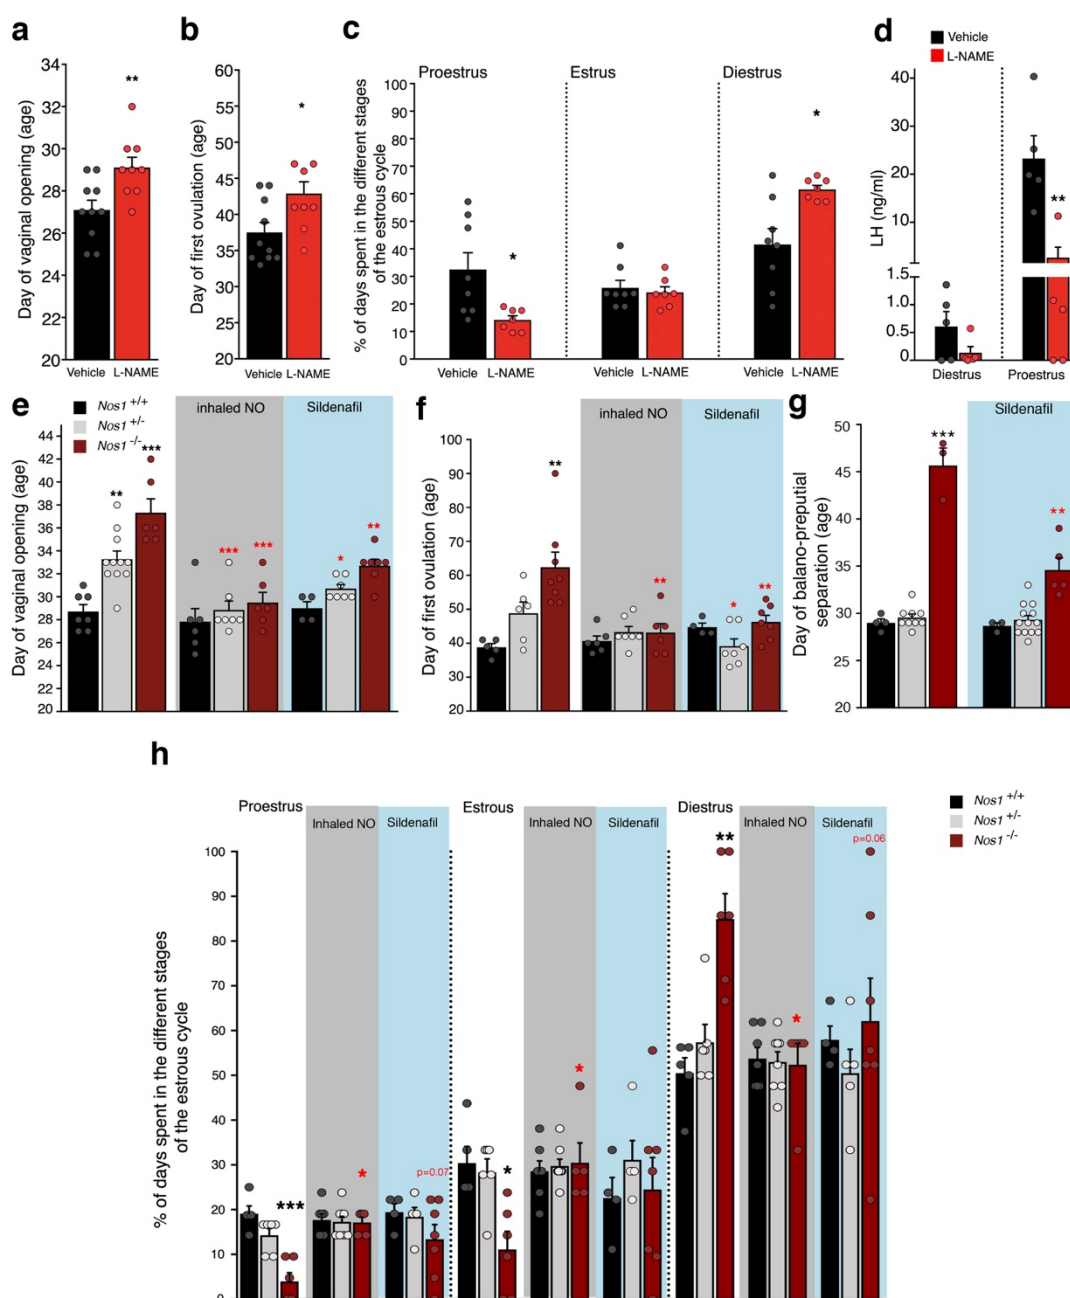 a
Day of vaginal opening (age)
34
32
30
28
26
24
22
20
**
Vehicle L-NAME
b
Day of first ovulation (age)
60
55
50
45
40
35
30
25
20
*
Vehicle L-NAME
c
% of days spent in the different stages
of the estrous cycle
Proestrus
Estrus
Diestrus
100
90
80
70
60
50
40
30
20
10
0
*
*
Vehicle L-NAME
Vehicle L-NAME
Vehicle L-NAME
d
Vehicle
L-NAME
LH (ng/ml)
40
30
20
10
1.5
1.0
0.5
0
**
Diestrus
Proestrus
e
Nos1 +/+
Nos1 +/-
Nos1 -/-
inhaled NO
Sildenafil
Day of vaginal opening (age)
44
42
40
38
36
34
32
30
28
26
24
22
20
**
***
***
***
*
**
f
inhaled NO
Sildenafil
Day of first ovulation (age)
100
90
80
70
60
50
40
30
20
**
**
*
**
g
Sildenafil
Day of balano-preputial
separation (age)
50
45
40
35
30
25
20
***
**
h
Proestrus
Inhaled NO
Sildenafil
Estrous
Inhaled NO
Sildenafil
Diestrus
Inhaled NO
Sildenafil
Nos1 +/+
Nos1 +/-
Nos1 -/-
% of days spent in the different stages
of the estrous cycle
100
90
80
70
60
50
40
30
20
10
0
***
*
p=0.07
*
*
**
*
p=0.06